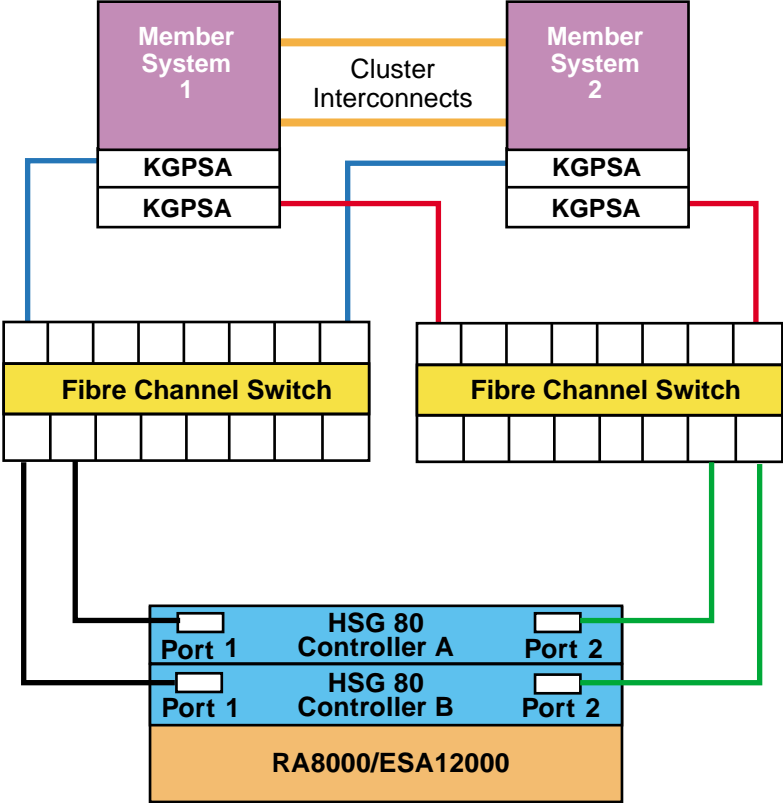 Member
System
1
Cluster
Interconnects
Member
System
2
KGPSA
KGPSA
KGPSA
KGPSA
Fibre Channel Switch
Fibre Channel Switch
HSG 80
Controller A
Port 1
Port 2
HSG 80
Controller B
Port 1
Port 2
RA8000/ESA12000